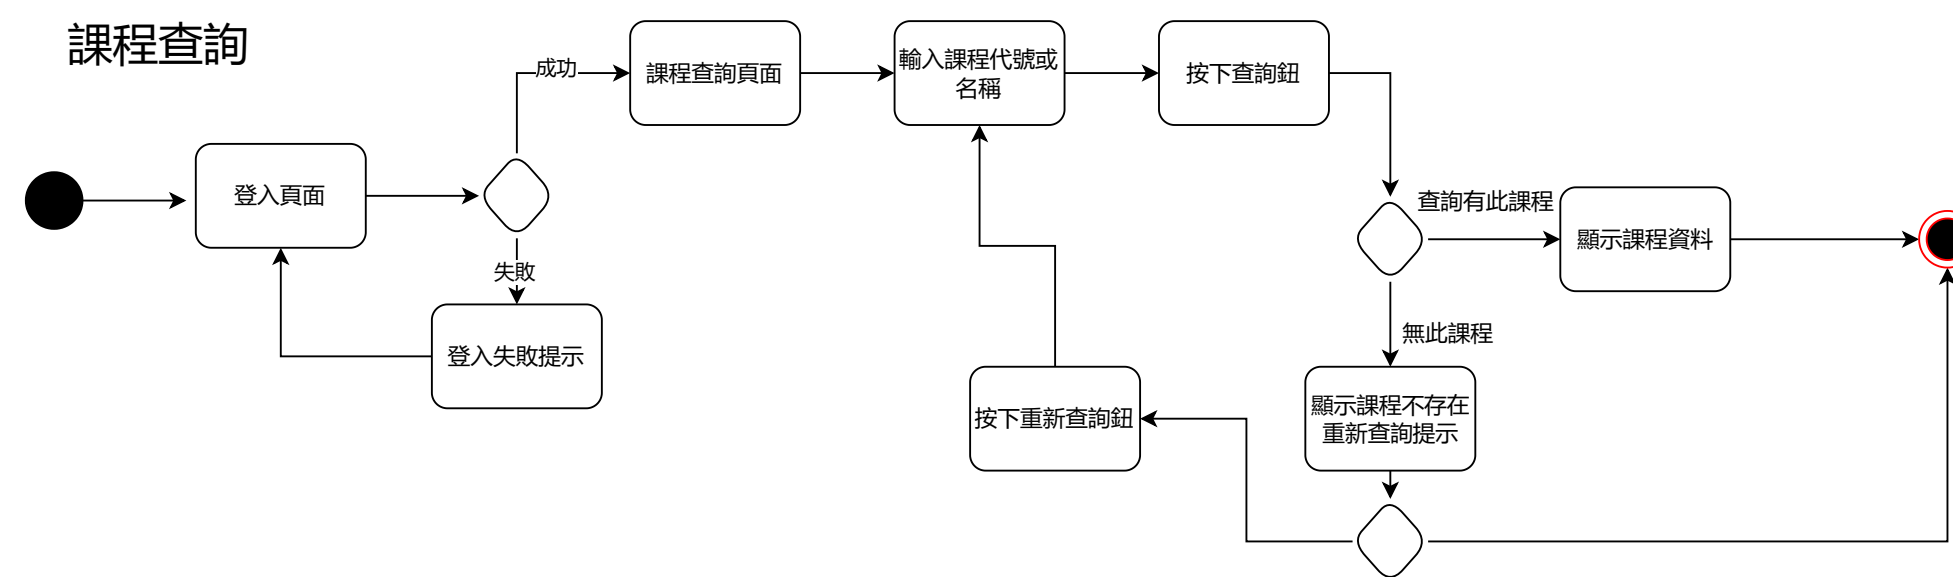 課程查詢
成功
課程查詢頁面
輸入課程代號或
名稱
按下查詢鈕
登入頁面
查詢有此課程
顯示課程資料
失敗
登入失敗提示
無此課程
按下重新查詢鈕
顯示課程不存在
重新查詢提示